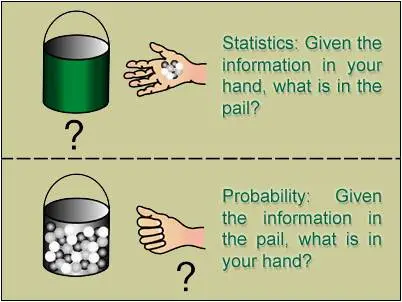 Statistics: Given the
information in your
hand, what is in the
pail?
?
Probability: Given
the information in
the pail, what is in
your hand?
?